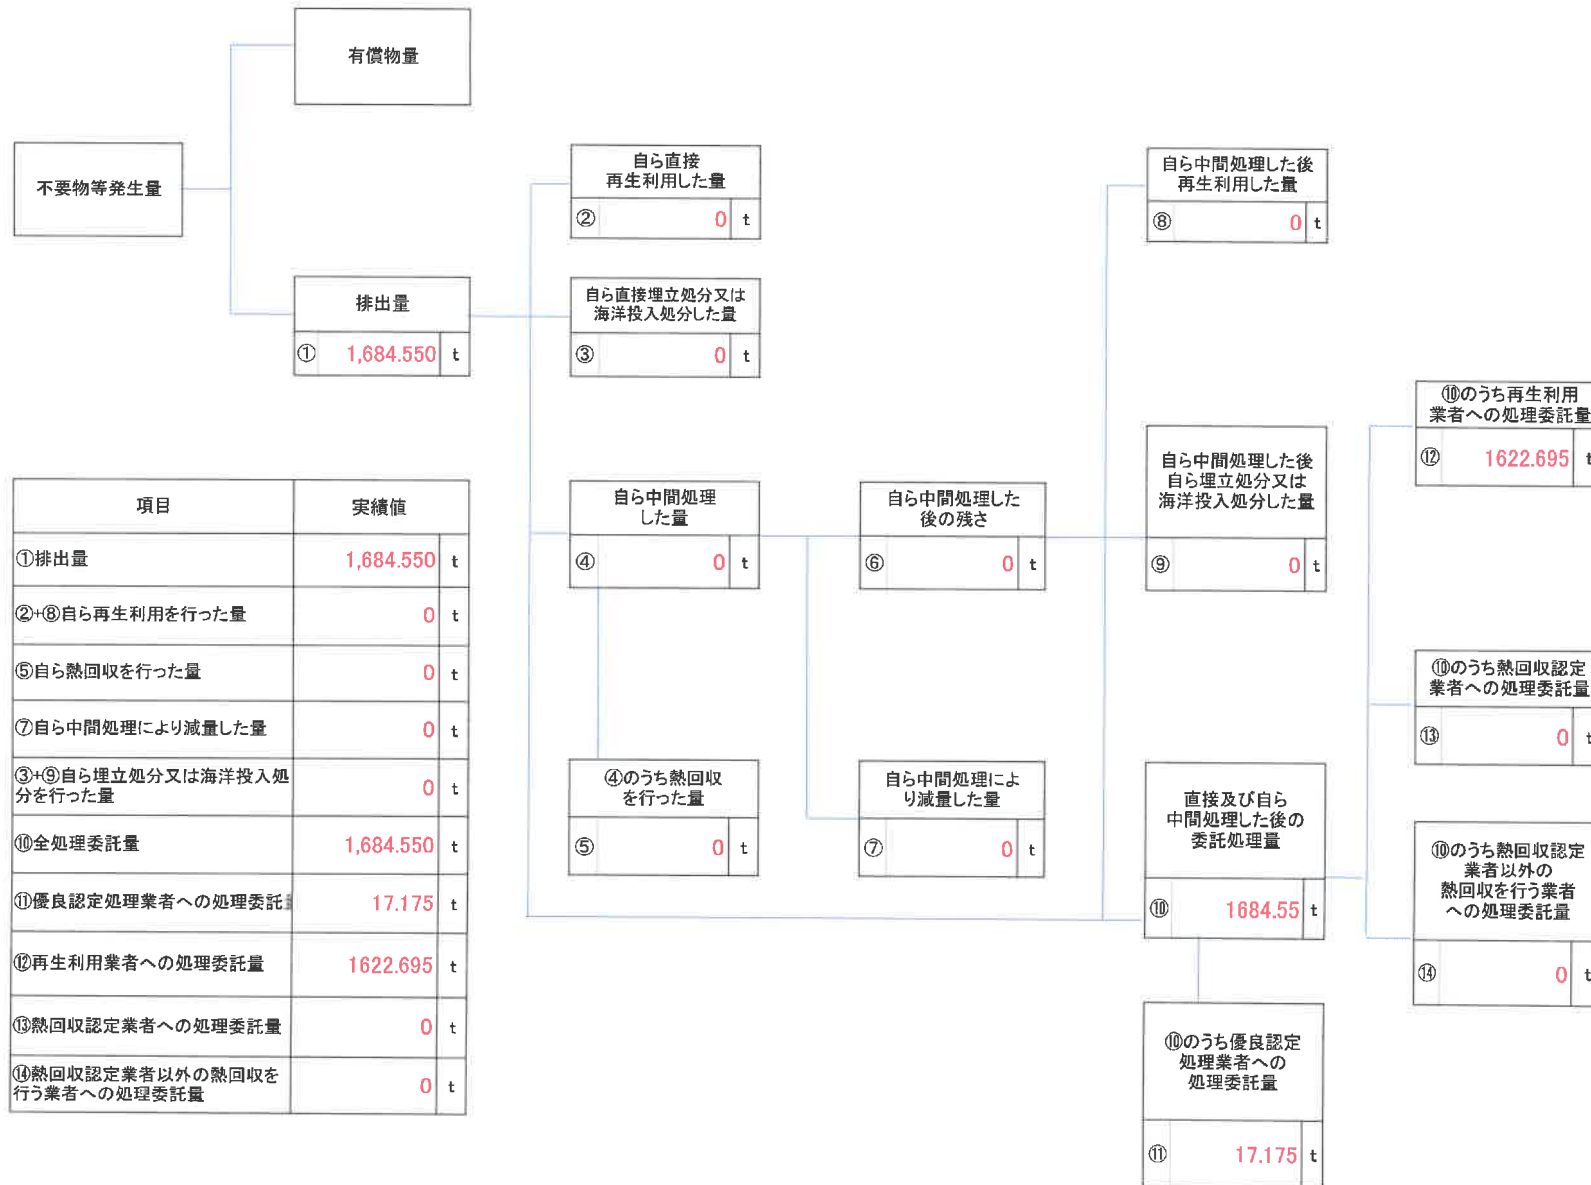 有償物量
不要物等発生量
排出量
① 1,684.550 t
自ら直接
再生利用した量
② 0 t
自ら直接埋立処分又は
海洋投入処分した量
③ 0 t
自ら中間処理
した量
④ 0 t
④のうち熱回収
を行った量
⑤ 0 t
自ら中間処理した
後の残さ
⑥ 0 t
自ら中間処理によ
り減量した量
⑦ 0 t
自ら中間処理した後
再生利用した量
⑧ 0 t
自ら中間処理した後
自ら埋立処分又は
海洋投入処分した量
⑨ 0 t
直接及び自ら
中間処理した後の
委託処理量
⑩ 1684.55 t
⑩のうち優良認定
処理業者への
処理委託量
⑪ 17.175 t
⑩のうち再生利用
業者への処理委託量
⑫ 1622.695 t
⑩のうち熱回収認定
業者への処理委託量
⑬ 0 t
⑩のうち熱回収認定
業者以外の
熱回収を行う業者
への処理委託量
⑭ 0 t
項目 実績値
①排出量 1,684.550 t
②+⑧自ら再生利用を行った量 0 t
⑤自ら熱回収を行った量 0 t
⑦自ら中間処理により減量した量 0 t
③+⑨自ら埋立処分又は海洋投入処
分を行った量 0 t
⑩全処理委託量 1,684.550 t
⑪優良認定処理業者への処理委託 17.175 t
⑫再生利用業者への処理委託量 1622.695 t
⑬熱回収認定業者への処理委託量 0 t
⑭熱回収認定業者以外の熱回収を
行う業者への処理委託量 0 t